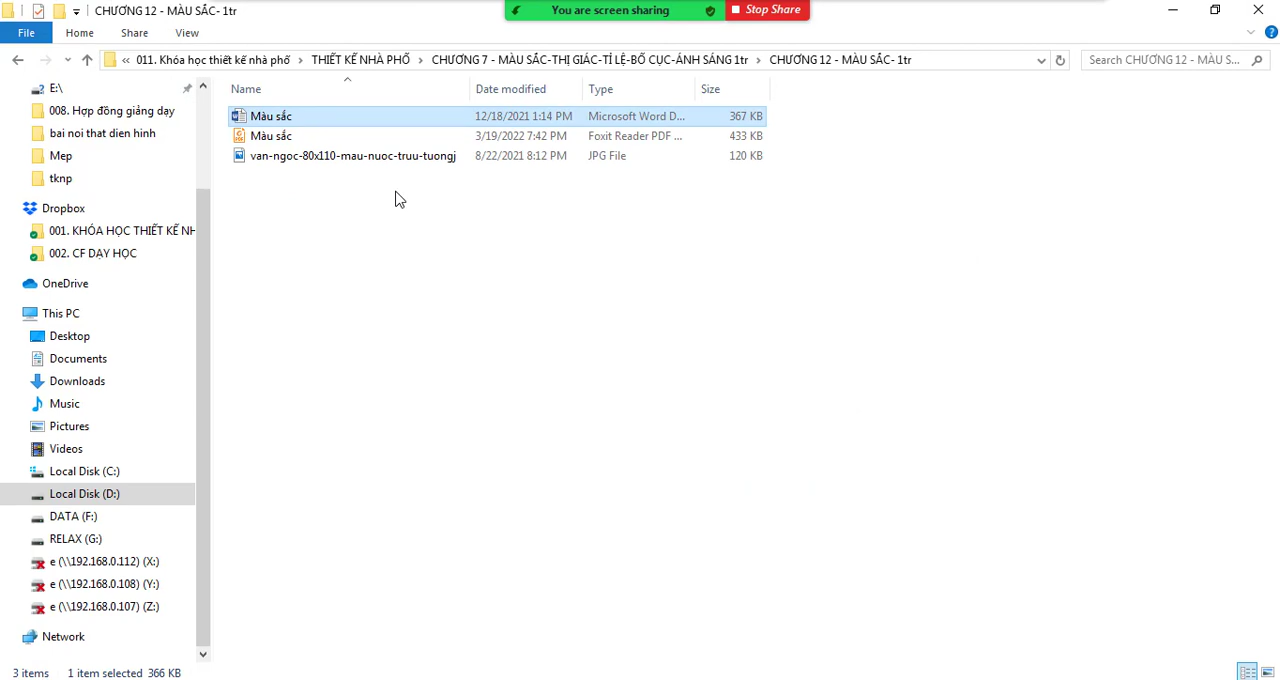 CHƯƠNG 12 - MÀU SẮC- 1tr
You are screen sharing
Stop Share
File Home Share View
« 011. Khóa học thiết kế nhà phố › THIẾT KẾ NHÀ PHỐ › CHƯƠNG 7 - MÀU SẮC-THỊ GIÁC-TỈ LỆ-BỐ CỤC-ÁNH SÁNG 1tr › CHƯƠNG 12 - MÀU SẮC- 1tr
Search CHƯƠNG 12 - MÀU S...
E:\
008. Hợp đồng giảng dạy
bai noi that dien hinh
Mep
tknp
Dropbox
001. KHÓA HỌC THIẾT KẾ NH
002. CF DẠY HỌC
OneDrive
This PC
Desktop
Documents
Downloads
Music
Pictures
Videos
Local Disk (C:)
Local Disk (D:)
DATA (F:)
RELAX (G:)
e (\\192.168.0.112) (X:)
e (\\192.168.0.108) (Y:)
e (\\192.168.0.107) (Z:)
Network
Name Date modified Type Size
Màu sắc 12/18/2021 1:14 PM Microsoft Word D... 367 KB
Màu sắc 3/19/2022 7:42 PM Foxit Reader PDF ... 433 KB
van-ngoc-80x110-mau-nuoc-truu-tuongj 8/22/2021 8:12 PM JPG File 120 KB
3 items 1 item selected 366 KB